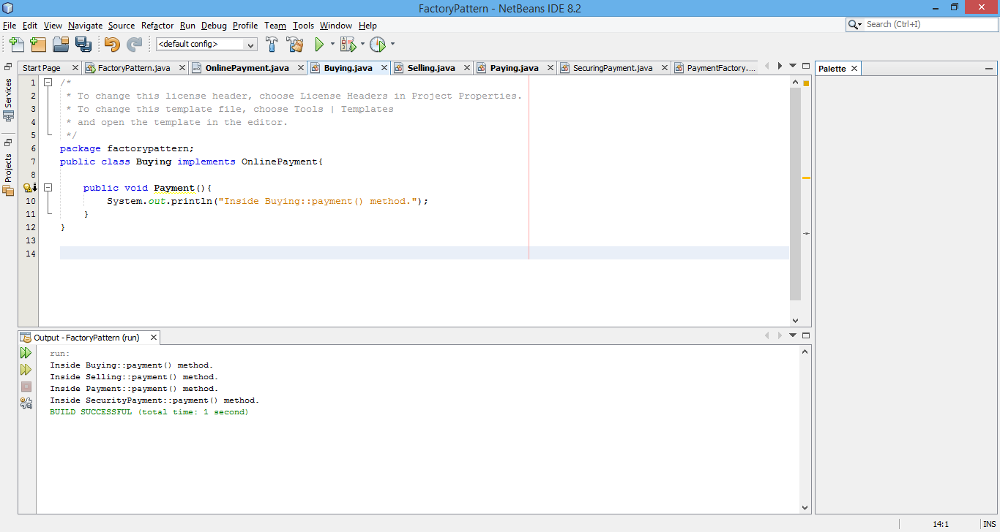 FactoryPattern - NetBeans IDE 8.2
File Edit View Navigate Source Refactor Run Debug Profile Team Tools Window Help
Search (Ctrl+I)
<default config>
Start Page FactoryPattern.java OnlinePayment.java Buying.java Selling.java Paying.java SecuringPayment.java PaymentFactory....
Palette
Services
Projects
1 /*
2 * To change this license header, choose License Headers in Project Properties.
3 * To change this template file, choose Tools | Templates
4 * and open the template in the editor.
5 */
6 package factorypattern;
7 public class Buying implements OnlinePayment{
8
public void Payment(){
10 System.out.println("Inside Buying::payment() method.");
11 }
12 }
13
14
Output - FactoryPattern (run)
run:
Inside Buying::payment() method.
Inside Selling::payment() method.
Inside Payment::payment() method.
Inside SecurityPayment::payment() method.
BUILD SUCCESSFUL (total time: 1 second)
14:1 INS